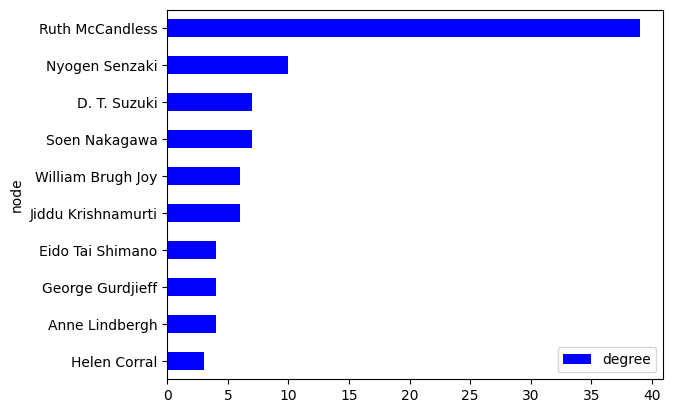 Ruth McCandless
Nyogen Senzaki
D. T. Suzuki
Soen Nakagawa
William Brugh Joy
Jiddu Krishnamurti
Eido Tai Shimano
George Gurdjieff
Anne Lindbergh
Helen Corral
node
degree
0 5 10 15 20 25 30 35 40